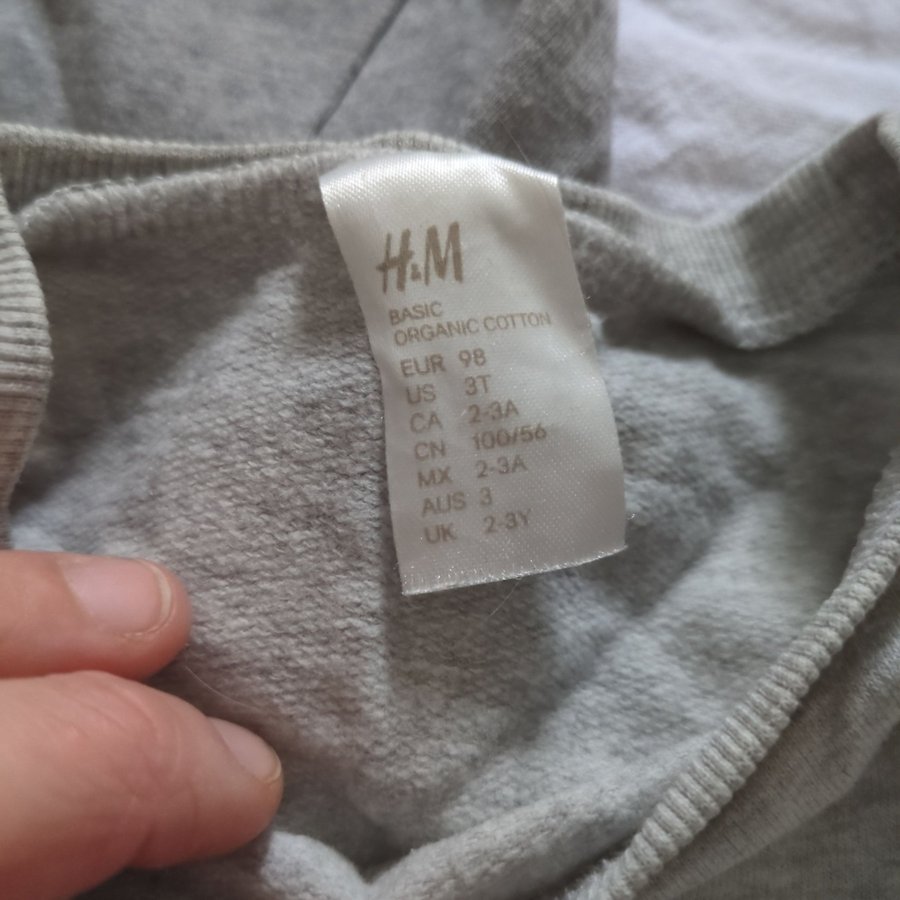 H&M
BASIC
ORGANIC COTTON
EUR 98
US 3T
CA 2-3A
CN 100/56
MX 2-3A
AUS 3
UK 2-3Y